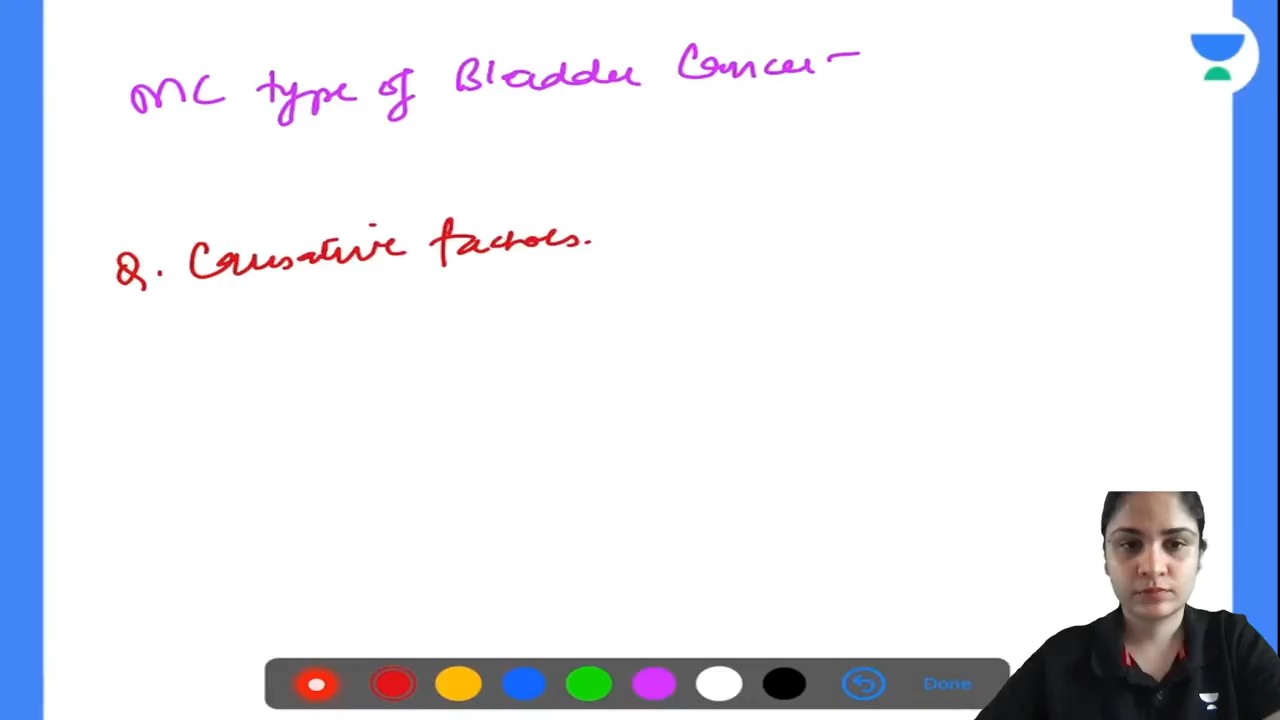 MC type of Bladder Cancer -
Q. Causative factors.
Done